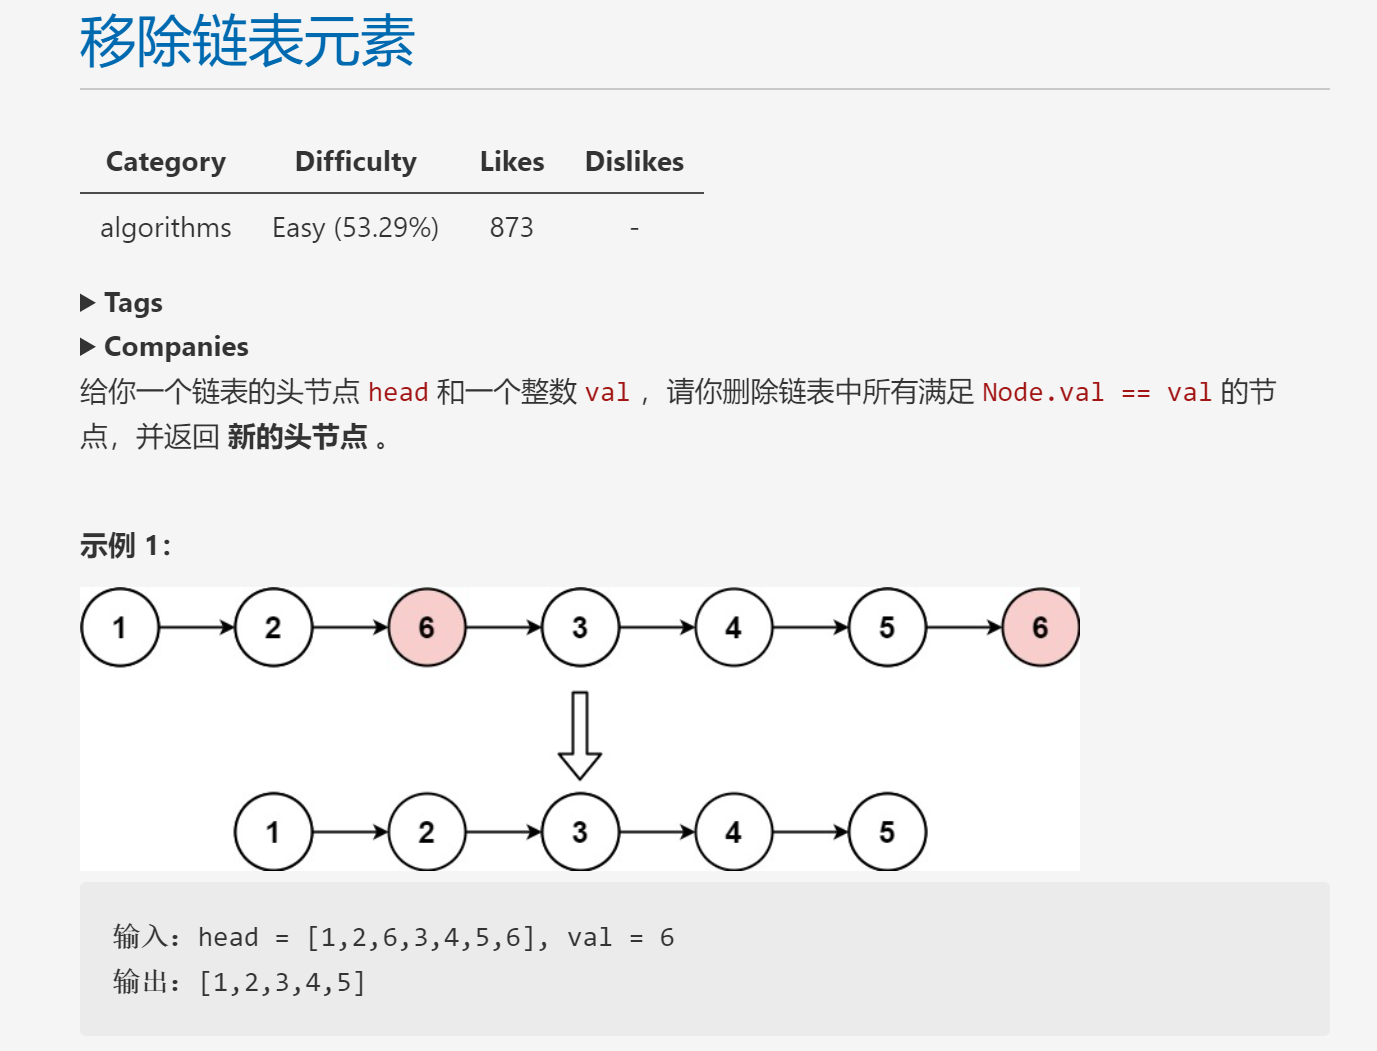 移除链表元素
Category Difficulty Likes Dislikes
algorithms Easy (53.29%) 873 -
Tags
Companies
给你一个链表的头节点 head 和一个整数 val ，请你删除链表中所有满足 Node.val == val 的节
点，并返回 新的头节点 。
示例 1：
1 2 6 3 4 5 6
1 2 3 4 5
输入：head = [1,2,6,3,4,5,6], val = 6
输出：[1,2,3,4,5]